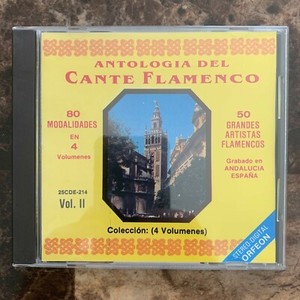 ANTOLOGIA DEL
CANTE FLAMENCO
80
MODALIDADES
EN
4
Volumenes
50
GRANDES
ARTISTAS
FLAMENCOS
Grabado en
ANDALUCIA
ESPAÑA
25CDE-214
Vol. II
Colección: (4 Volumenes)
STEREO DIGITAL
ORFEON